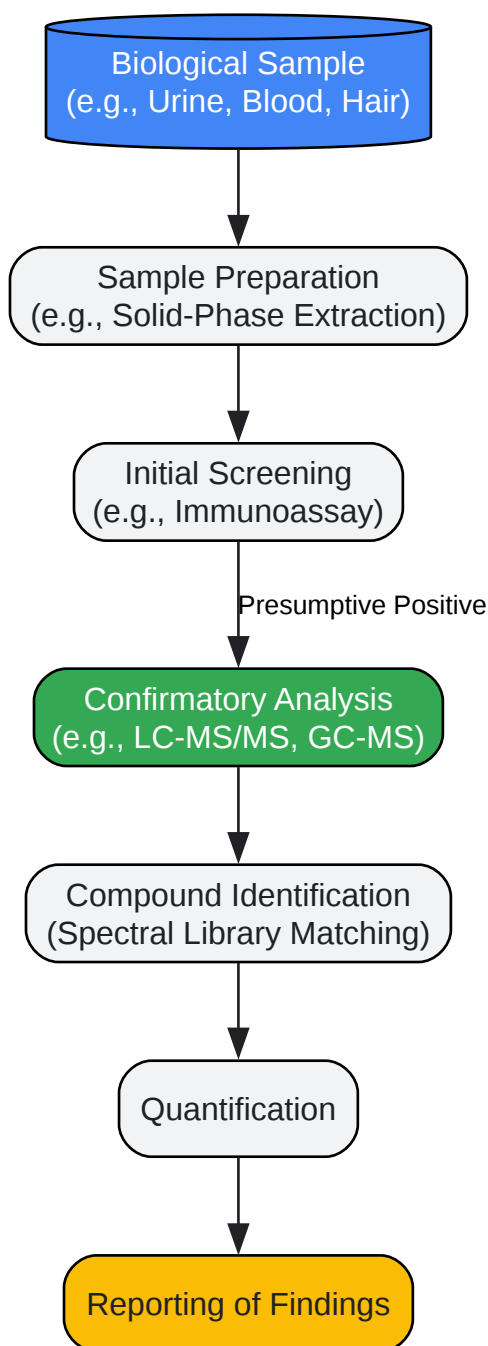 Biological Sample
(e.g., Urine, Blood, Hair)
Sample Preparation
(e.g., Solid-Phase Extraction)
Initial Screening
(e.g., Immunoassay)
Presumptive Positive
Confirmatory Analysis
(e.g., LC-MS/MS, GC-MS)
Compound Identification
(Spectral Library Matching)
Quantification
Reporting of Findings